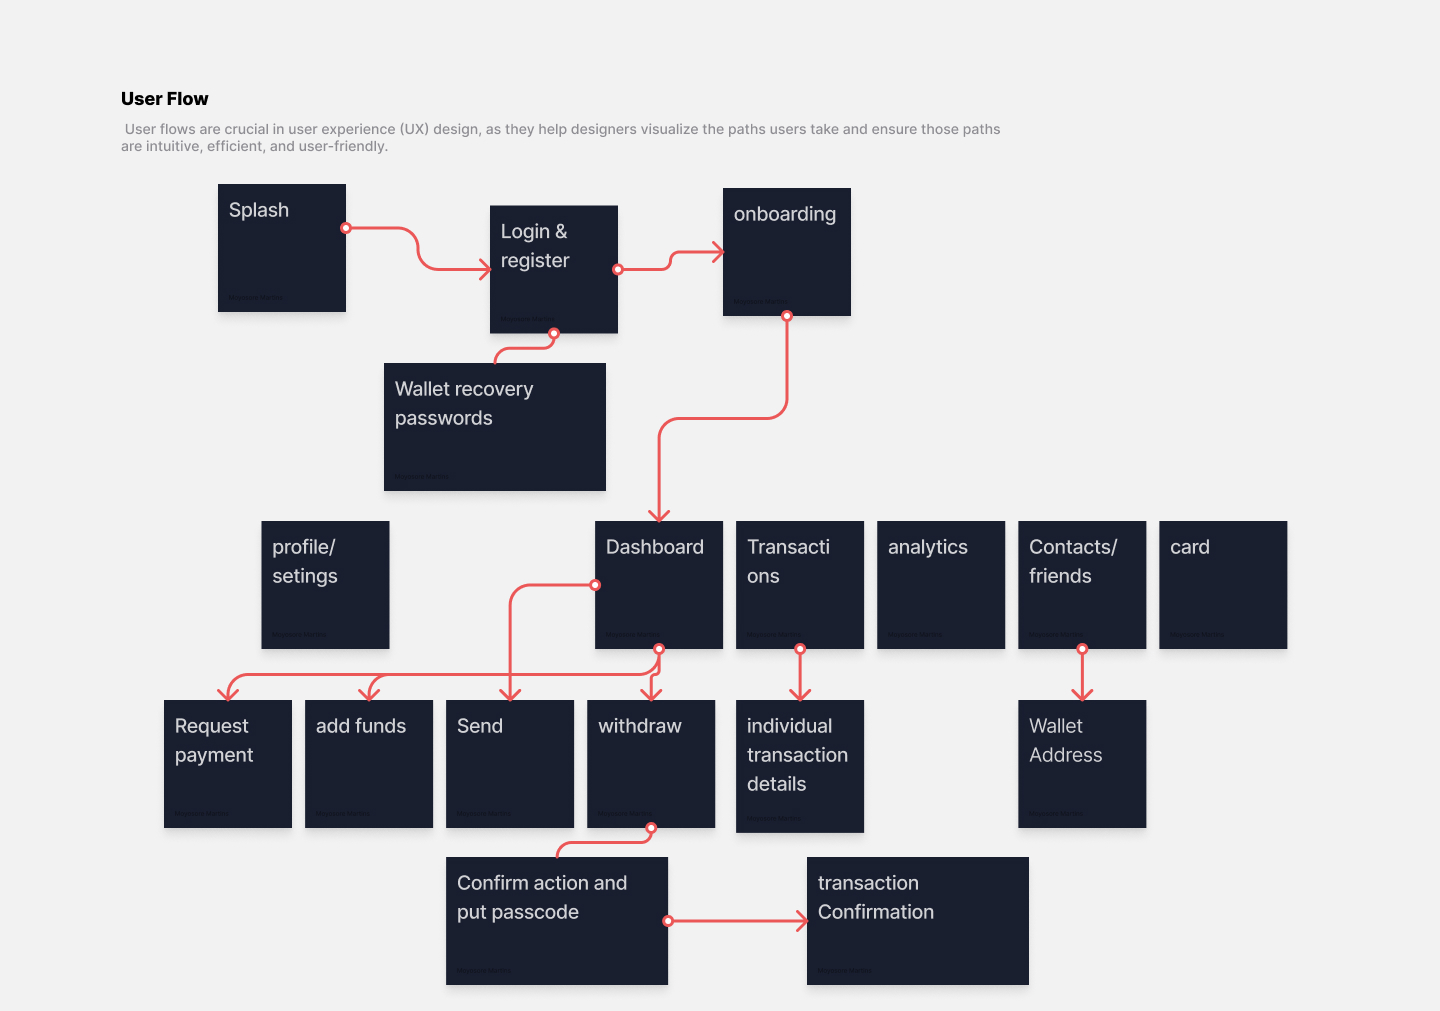 User Flow
User flows are crucial in user experience (UX) design, as they help designers visualize the paths users take and ensure those paths
are intuitive, efficient, and user-friendly.
Splash
Login &
register
onboarding
Wallet recovery
passwords
profile/
setings
Dashboard
Transacti
ons
analytics
Contacts/
friends
card
Request
payment
add funds
Send
withdraw
individual
transaction
details
Wallet
Address
Confirm action and
put passcode
transaction
Confirmation